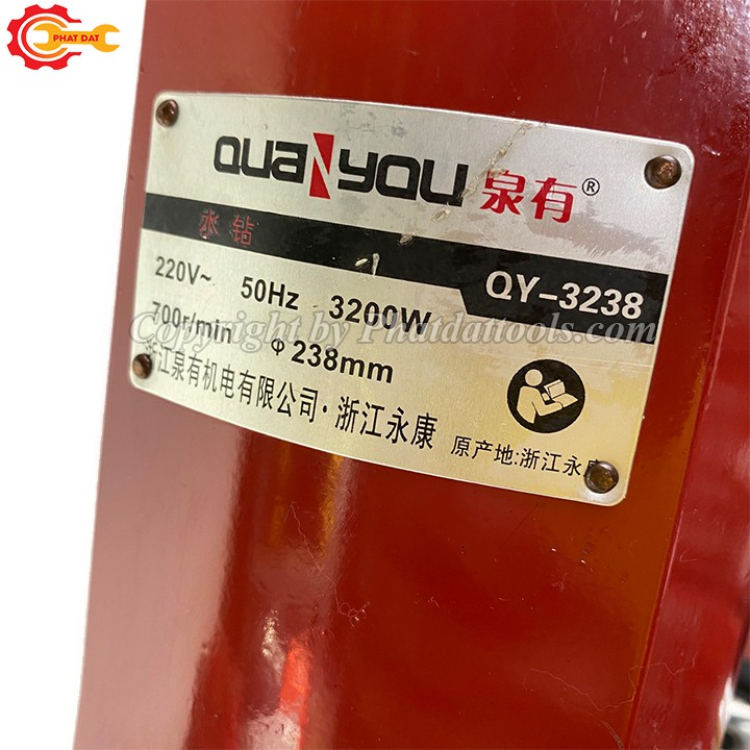 PHAT DAT
QUANYOU 泉有®
水钻
QY-3238
220V~ 50Hz 3200W
700r/min φ 238mm
Copyright by Phatdattools.com
浙江泉有机电有限公司·浙江永康
原产地:浙江永康